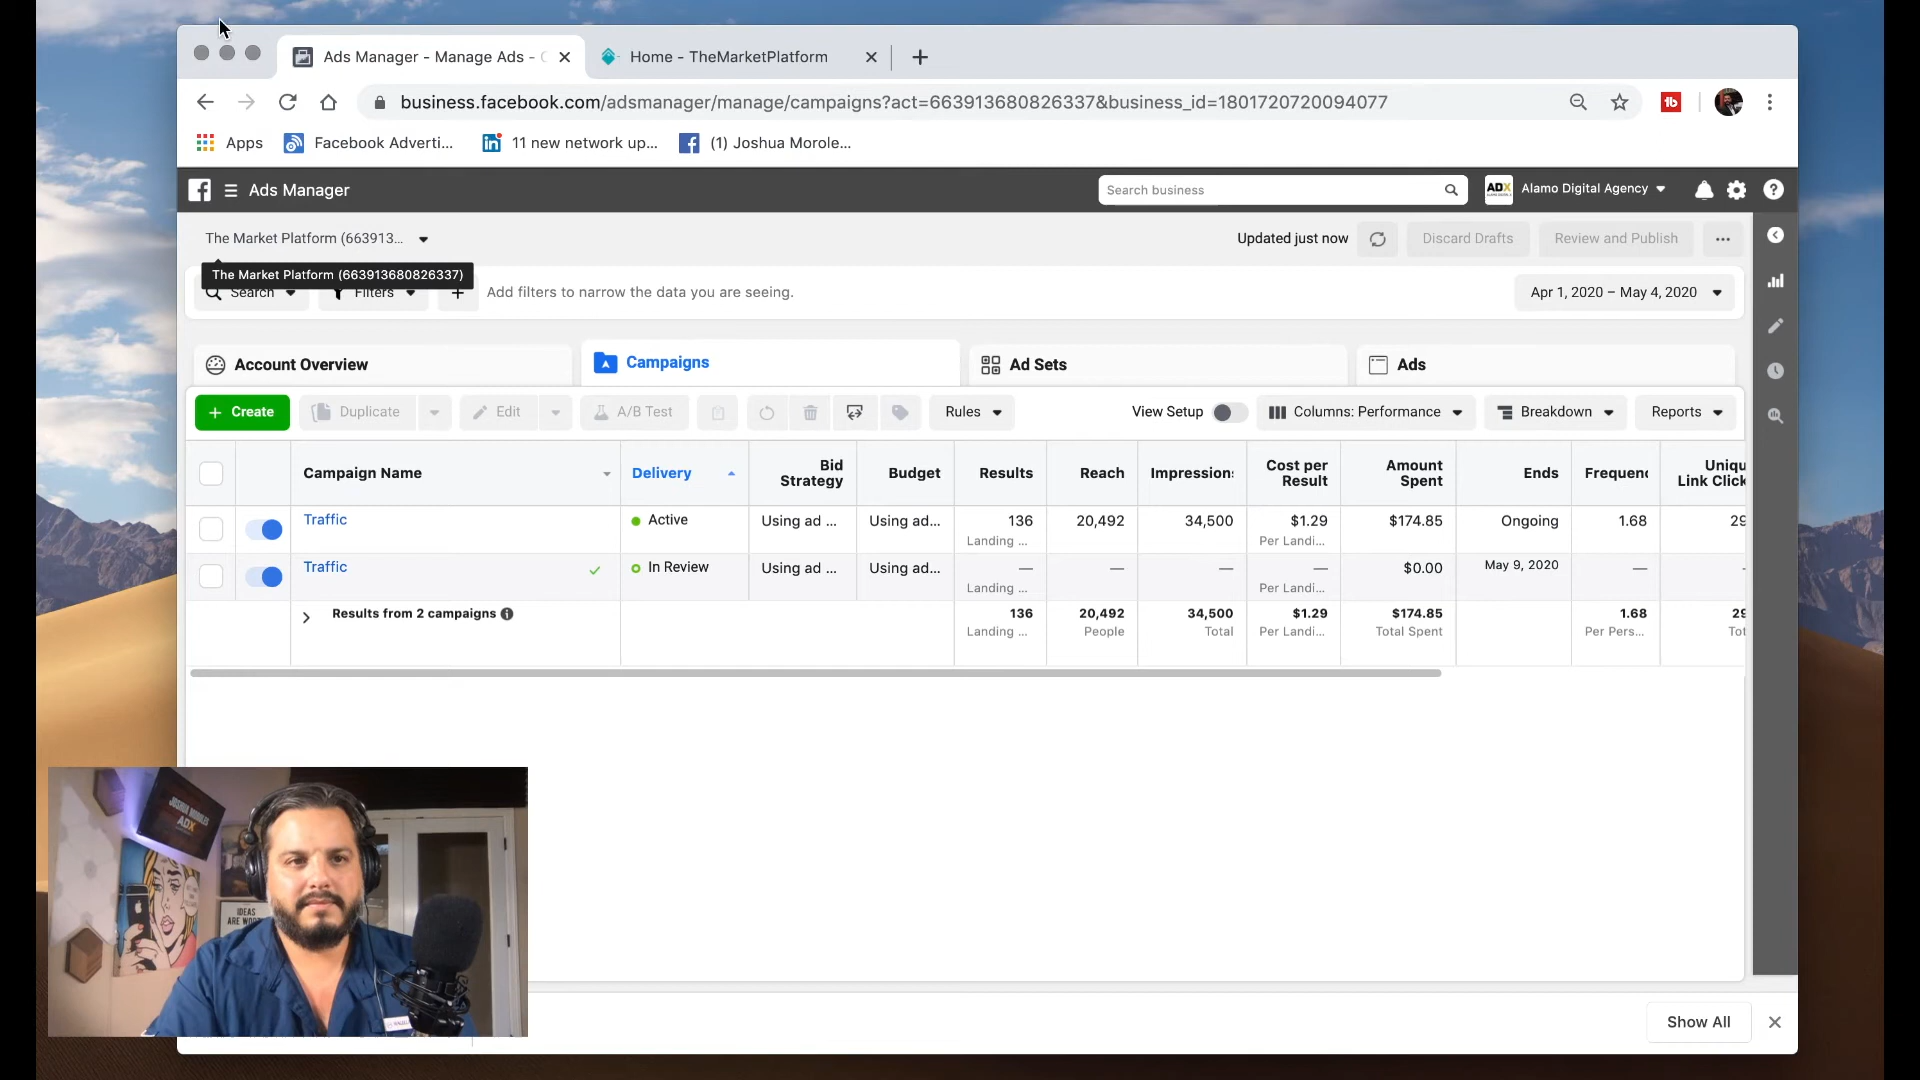 Ads Manager - Manage Ads -
Home - TheMarketPlatform
business.facebook.com/adsmanager/manage/campaigns?act=663913680826337&business_id=1801720720094077
Apps
Facebook Adverti...
11 new network up...
(1) Joshua Morole...
Ads Manager
Search business
ADX
Alamo Digital Agency
The Market Platform (663913...
Updated just now
Discard Drafts
Review and Publish
The Market Platform (663913680826337)
Search
Filters
Add filters to narrow the data you are seeing.
Apr 1, 2020 – May 4, 2020
Account Overview
Campaigns
Ad Sets
Ads
Create
Duplicate
Edit
A/B Test
Rules
View Setup
Columns: Performance
Breakdown
Reports
Campaign Name
Delivery
Bid Strategy
Budget
Results
Reach
Impressions
Cost per Result
Amount Spent
Ends
Frequenc
Uniqu
Link Click
Traffic
Active
Using ad ...
Using ad...
136
Landing ...
20,492
34,500
$1.29
Per Landi...
$174.85
Ongoing
1.68
29
Traffic
In Review
Using ad ...
Using ad...
—
Landing ...
—
—
—
Per Landi...
$0.00
May 9, 2020
—
Results from 2 campaigns
136
Landing ...
20,492
People
34,500
Total
$1.29
Per Landi...
$174.85
Total Spent
1.68
Per Pers...
29
Tot
JOSHUA MORALES
ADX
IDEAS
ARE WOR
Show All